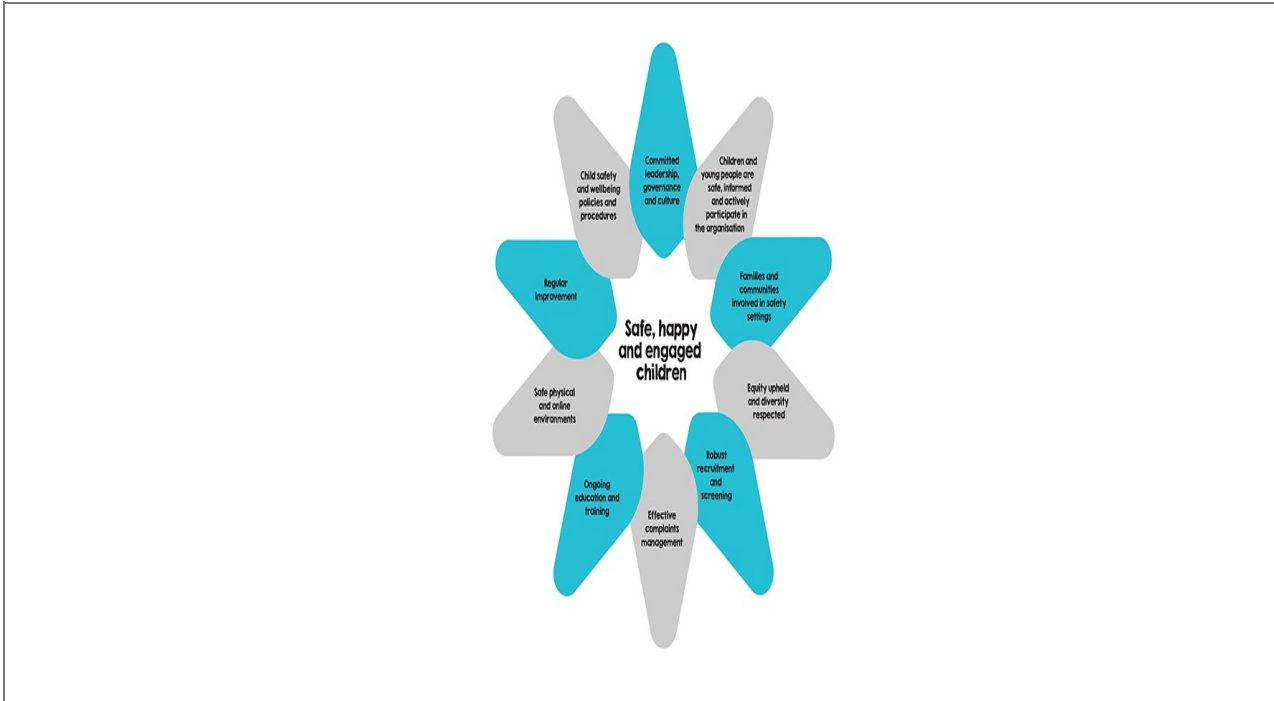 Committed
leadership,
governance
and culture
Children and
young people are
safe, informed
and actively
participate in
the organisation
Families and
communities
involved in safety
settings
Equity upheld
and diversity
respected
Robust
recruitment
and
screening
Effective
complaints
management
Ongoing
education and
training
Safe physical
and online
environments
Regular
improvement
Child safety
and wellbeing
policies and
procedures
Safe, happy
and engaged
children